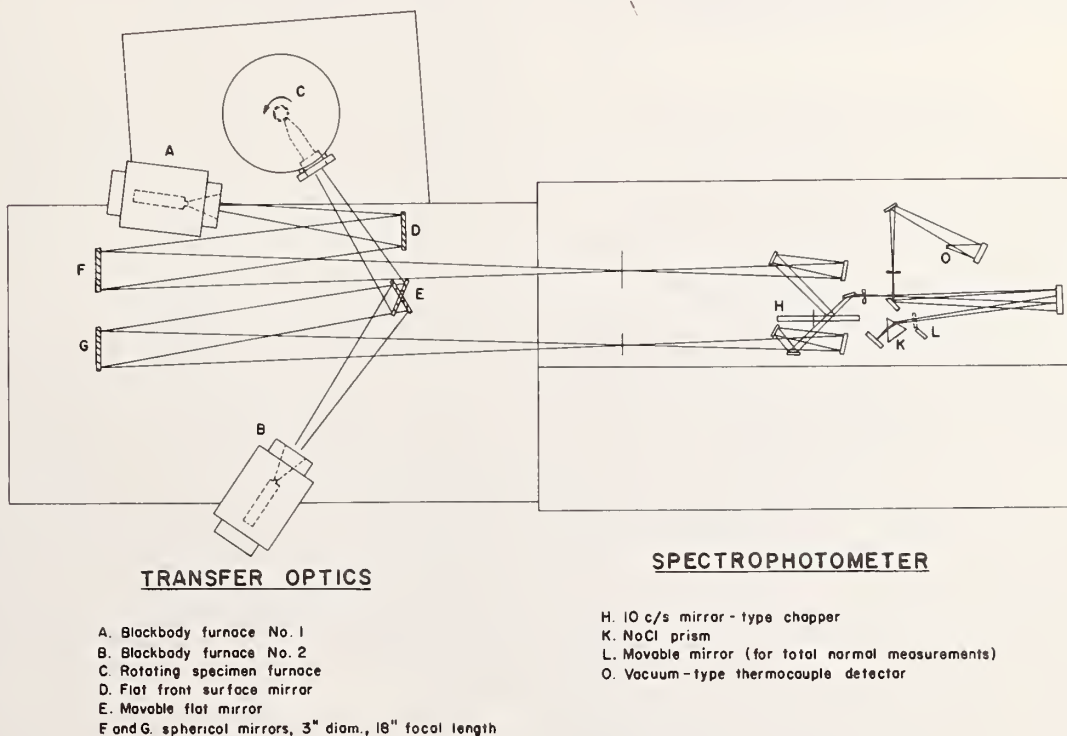 C
A
D
F
E
O
H
G
L
K
B
TRANSFER OPTICS
A. Blackbody furnace No. 1
B. Blackbody furnace No. 2
C. Rotating specimen furnace
D. Flat front surface mirror
E. Movable flat mirror
F and G. spherical mirrors, 3" diam., 18" focal length
SPECTROPHOTOMETER
H. 10 c/s mirror - type chopper
K. NaCl prism
L. Movable mirror (for total normal measurements)
O. Vacuum - type thermocouple detector